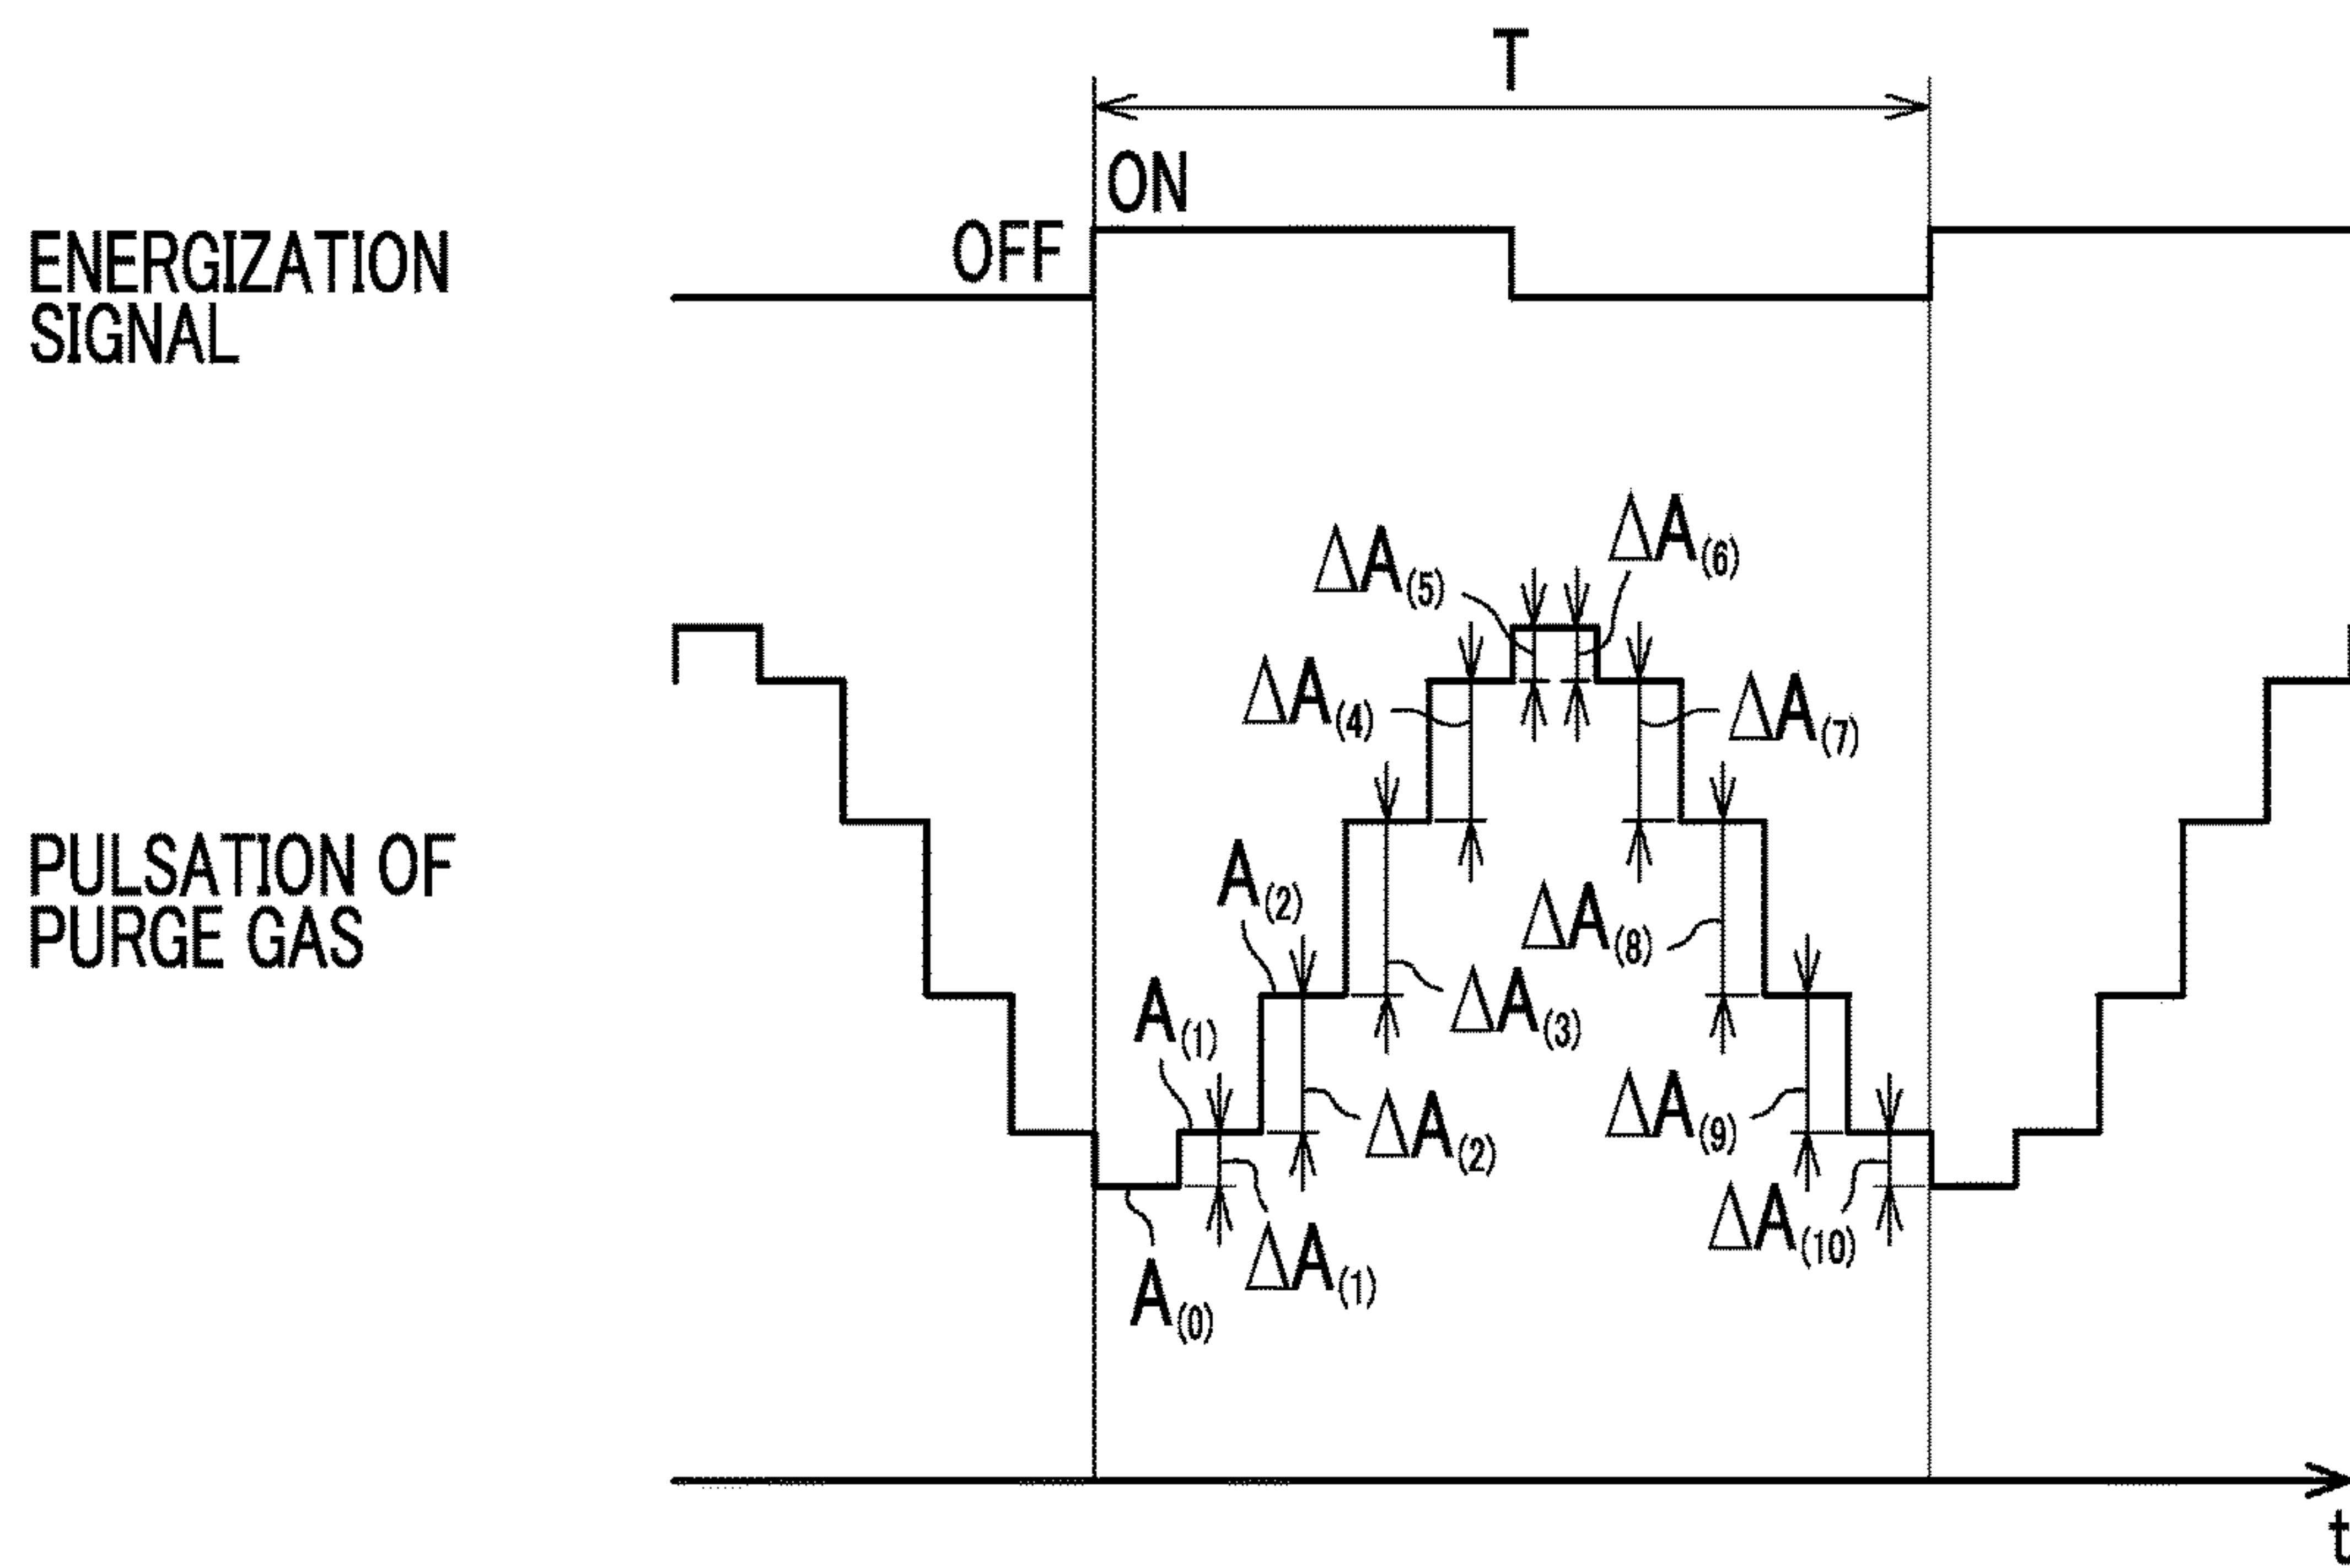 T
ON
OFF
ENERGIZATION
SIGNAL
ΔA(6)
ΔA(5)
ΔA(4)
ΔA(7)
A(2)
PULSATION OF
PURGE GAS
ΔA(8)
A(1)
ΔA(3)
ΔA(2)
ΔA(9)
ΔA(10)
ΔA(1)
A(0)
t